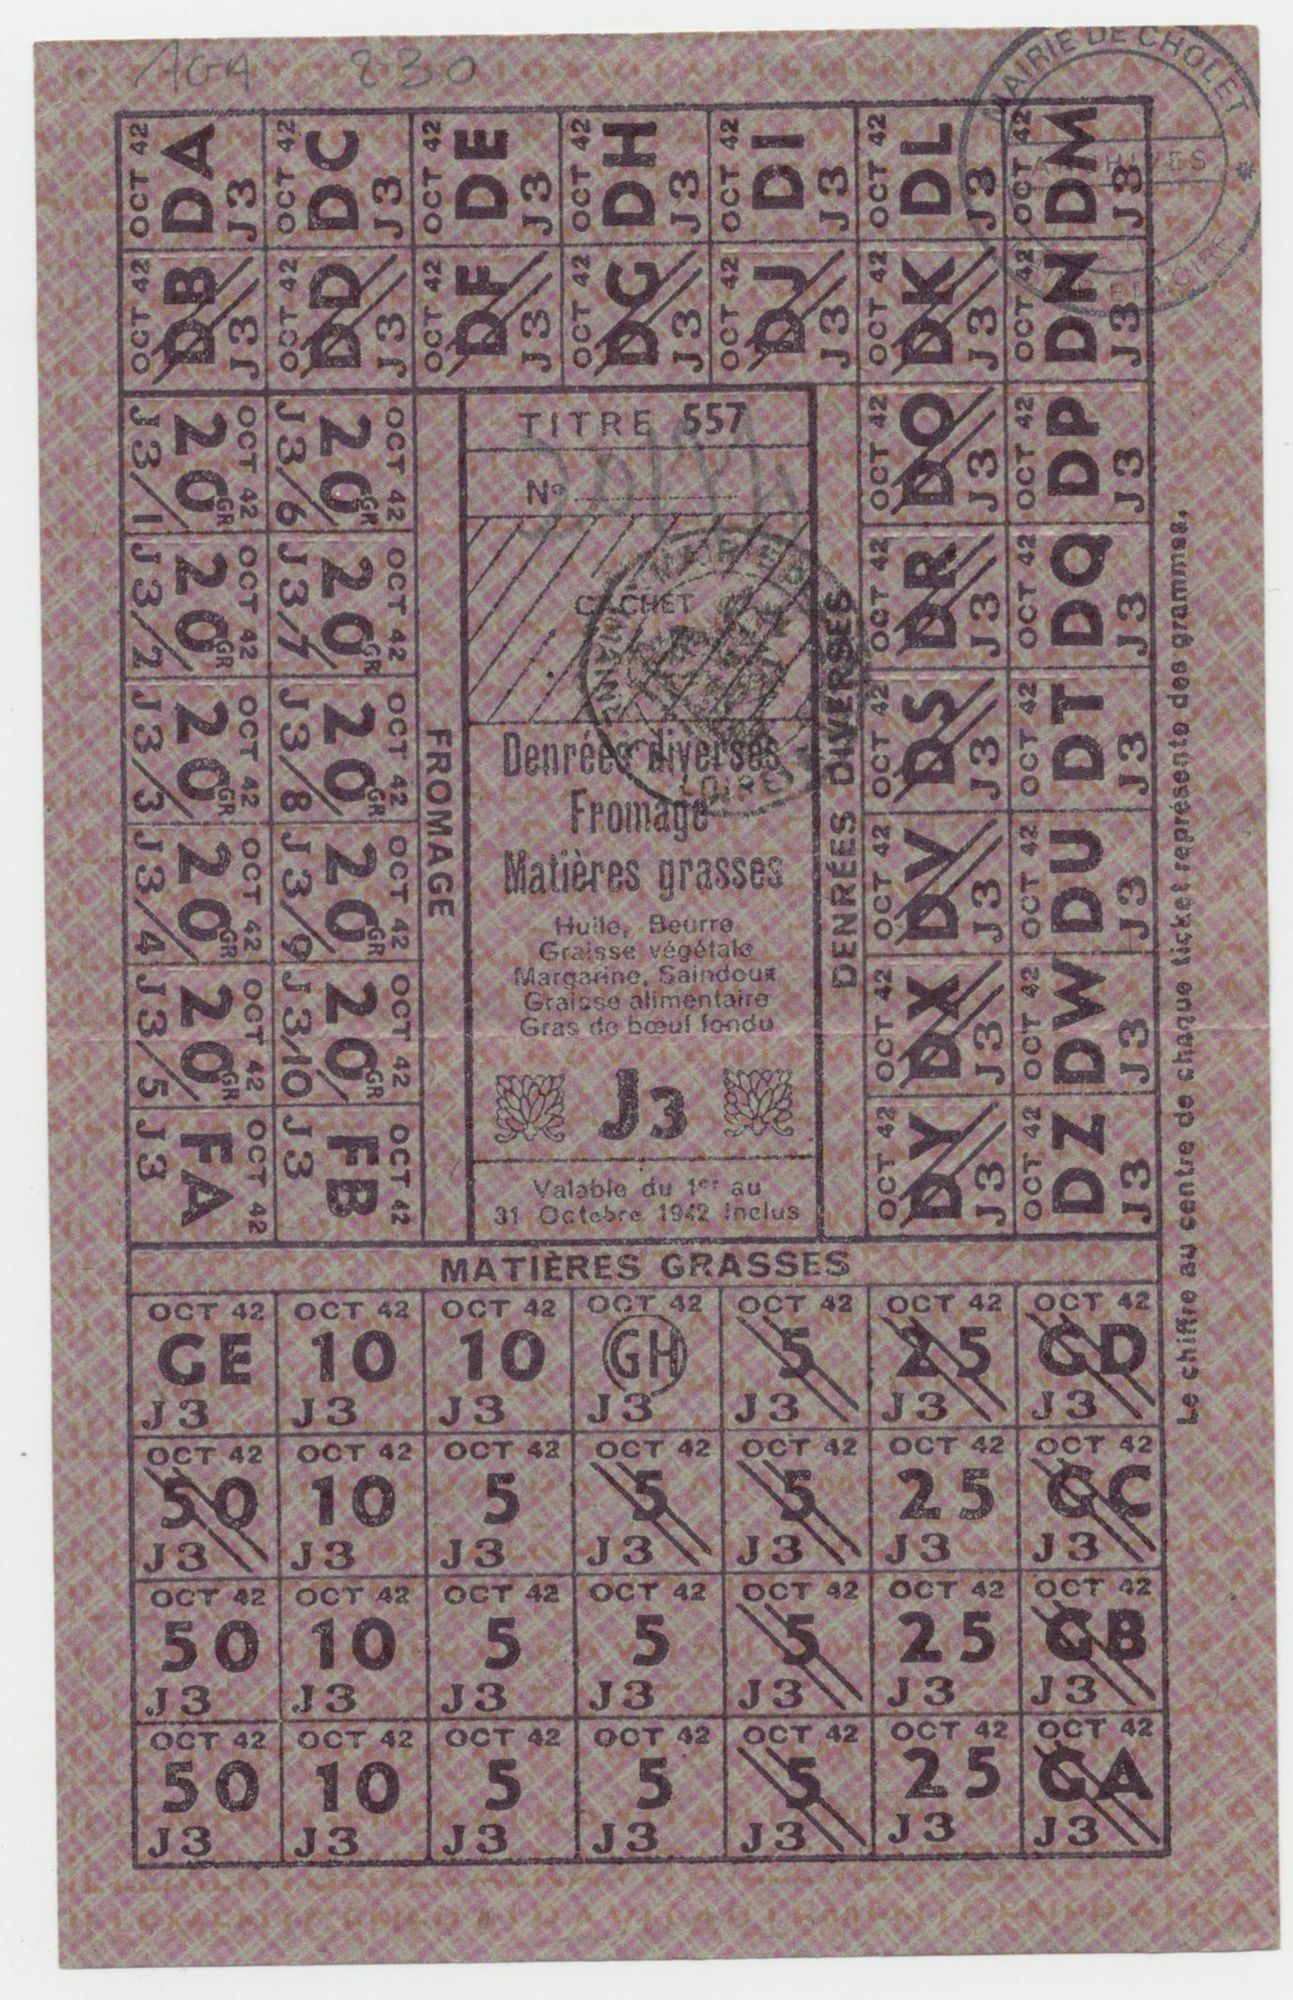 AGA 230
MAIRIE DE CHOLET
ARCHIVES
OCT 42 DA J3
OCT 42 DC J3
OCT 42 DE J3
OCT 42 DH J3
OCT 42 DI J3
OCT 42 DL J3
OCT 42 DM J3
OCT 42 DB J3
OCT 42 DD J3
OCT 42 DF J3
OCT 42 DG J3
OCT 42 DJ J3
OCT 42 DK J3
OCT 42 DN J3
OCT 42 20 GR J3/1
OCT 42 20 GR J3/6
OCT 42 20 GR J3/2
OCT 42 20 GR J3/7
OCT 42 20 GR J3/3
OCT 42 20 GR J3/8
OCT 42 20 GR J3/4
OCT 42 20 GR J3/9
OCT 42 20 GR J3/5
OCT 42 20 GR J3/10
OCT 42 FA J3
OCT 42 FB J3
FROMAGE
TITRE 557
No
CACHET
LOIRE
Denrées diverses
Fromage
Matières grasses
Huile, Beurre
Graisse végétale
Margarine, Saindoux
Graisse alimentaire
Gras de bœuf fondu
J3
Valable du 1er au
31 Octobre 1942 inclus
DENRÉES DIVERSES
OCT 42 DO J3
OCT 42 DP J3
OCT 42 DR J3
OCT 42 DQ J3
OCT 42 DS J3
OCT 42 DT J3
OCT 42 DV J3
OCT 42 DU J3
OCT 42 DX J3
OCT 42 DW J3
OCT 42 DY J3
OCT 42 DZ J3
Le chiffre au centre de chaque ticket représente des grammes.
MATIÈRES GRASSES
OCT 42 OCT 42 OCT 42 OCT 42 OCT 42 OCT 42 OCT 42
GE 10 10 GH 5 25 GD
J3 J3 J3 J3 J3 J3 J3
OCT 42 OCT 42 OCT 42 OCT 42 OCT 42 OCT 42 OCT 42
50 10 5 5 5 25 GC
J3 J3 J3 J3 J3 J3 J3
OCT 42 OCT 42 OCT 42 OCT 42 OCT 42 OCT 42 OCT 42
50 10 5 5 5 25 GB
J3 J3 J3 J3 J3 J3 J3
OCT 42 OCT 42 OCT 42 OCT 42 OCT 42 OCT 42 OCT 42
50 10 5 5 5 25 GA
J3 J3 J3 J3 J3 J3 J3